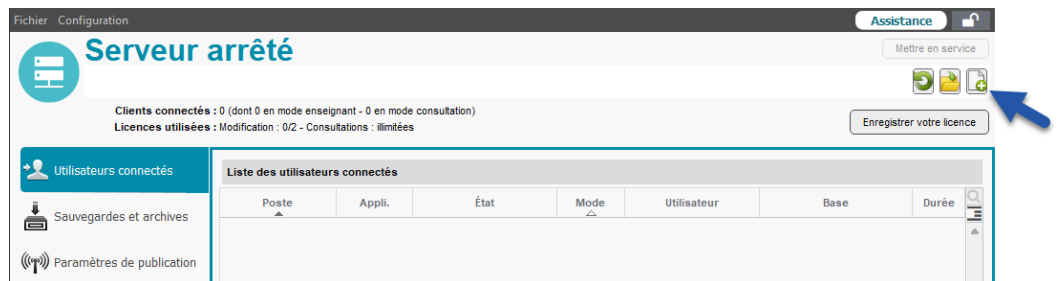 Fichier Configuration Assistance
Serveur arrêté
Mettre en service
Clients connectés : 0 (dont 0 en mode enseignant - 0 en mode consultation)
Licences utilisées : Modification : 0/2 - Consultations : illimitées
Enregistrer votre licence
Utilisateurs connectés
Sauvegardes et archives
Paramètres de publication
Liste des utilisateurs connectés
Poste Appli. État Mode Utilisateur Base Durée